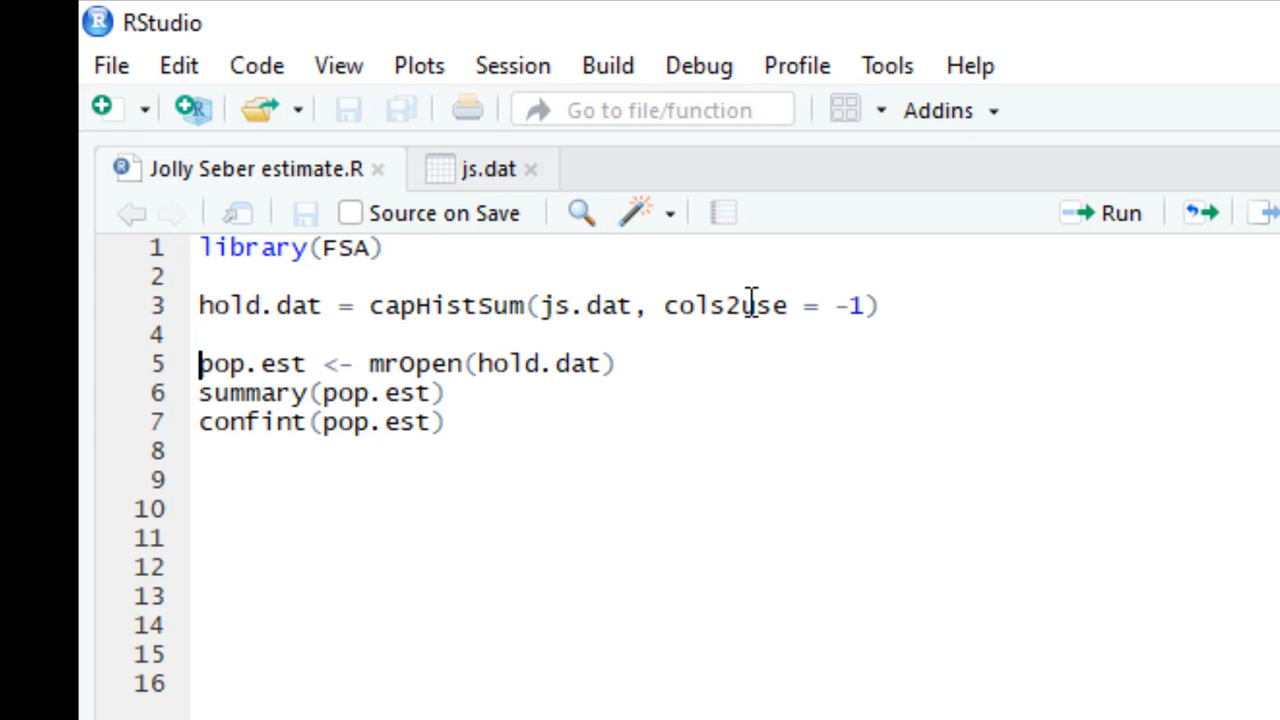 RStudio
File Edit Code View Plots Session Build Debug Profile Tools Help
Go to file/function Addins
Jolly Seber estimate.R js.dat
Source on Save Run
1 library(FSA)
2
3 hold.dat = capHistSum(js.dat, cols2use = -1)
4
5 pop.est <- mrOpen(hold.dat)
6 summary(pop.est)
7 confint(pop.est)
8
9
10
11
12
13
14
15
16